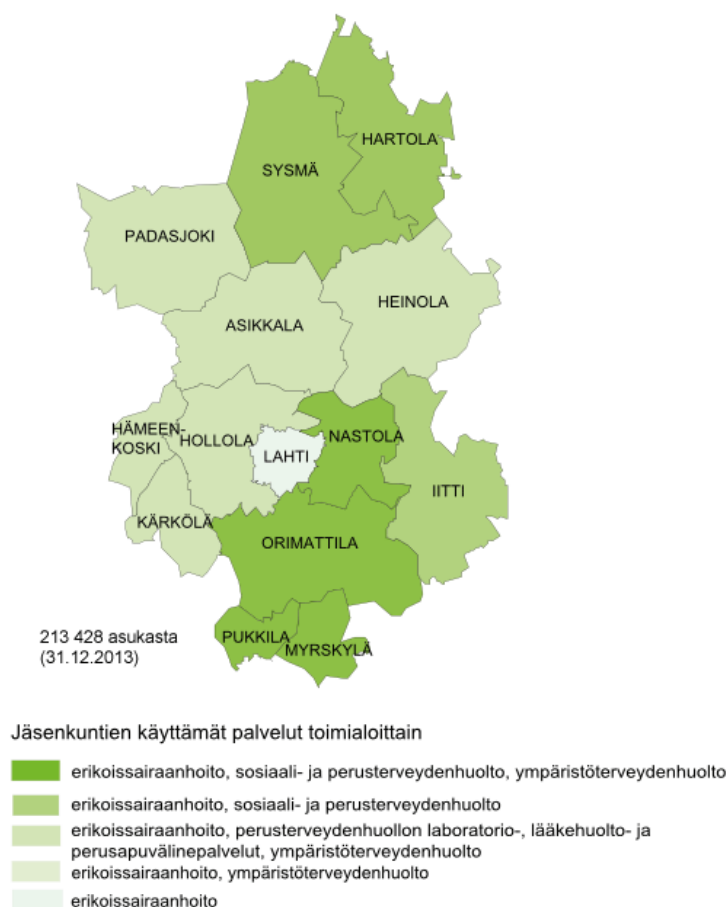 HARTOLA
SYSMÄ
PADASJOKI
HEINOLA
ASIKKALA
HÄMEEN-
KOSKI
HOLLOLA
NASTOLA
LAHTI
IITTI
KÄRKÖLÄ
ORIMATTILA
213 428 asukasta
(31.12.2013)
PUKKILA
MYRSKYLÄ
Jäsenkuntien käyttämät palvelut toimialoittain
erikoissairaanhoito, sosiaali- ja perusterveydenhuolto, ympäristöterveydenhuolto
erikoissairaanhoito, sosiaali- ja perusterveydenhuolto
erikoissairaanhoito, perusterveydenhuollon laboratorio-, lääkehuolto- ja
perusapuvälinepalvelut, ympäristöterveydenhuolto
erikoissairaanhoito, ympäristöterveydenhuolto
erikoissairaanhoito